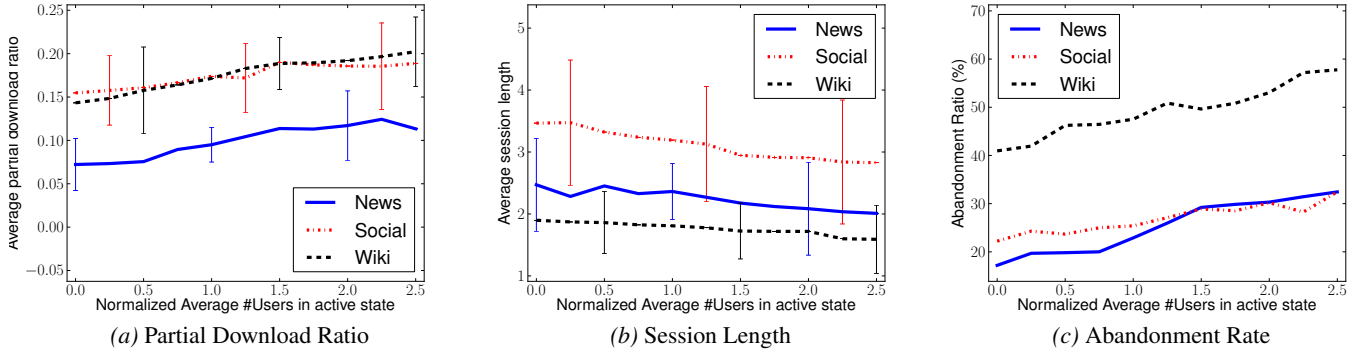 Average partial download ratio
0.25
0.20
0.15
0.10
0.05
0.00
−0.05
News
Social
Wiki
0.0 0.5 1.0 1.5 2.0 2.5
Normalized Average #Users in active state
(a) Partial Download Ratio
Average session length
5
4
3
2
1
News
Social
Wiki
0.0 0.5 1.0 1.5 2.0 2.5
Normalized Average #Users in active state
(b) Session Length
Abandonment Ratio (%)
70
60
50
40
30
20
News
Social
Wiki
0.0 0.5 1.0 1.5 2.0 2.5
Normalized Average #Users in active state
(c) Abandonment Rate